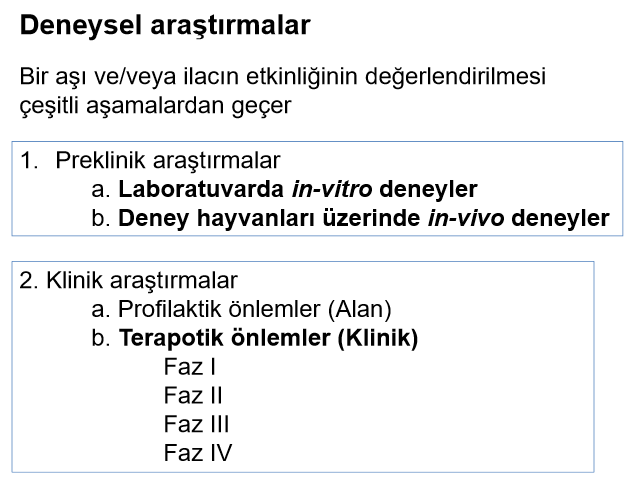 Deneysel araştırmalar
Bir aşı ve/veya ilacın etkinliğinin değerlendirilmesi
çeşitli aşamalardan geçer
1. Preklinik araştırmalar
a. Laboratuvarda in-vitro deneyler
b. Deney hayvanları üzerinde in-vivo deneyler
2. Klinik araştırmalar
a. Profilaktik önlemler (Alan)
b. Terapotik önlemler (Klinik)
Faz I
Faz II
Faz III
Faz IV